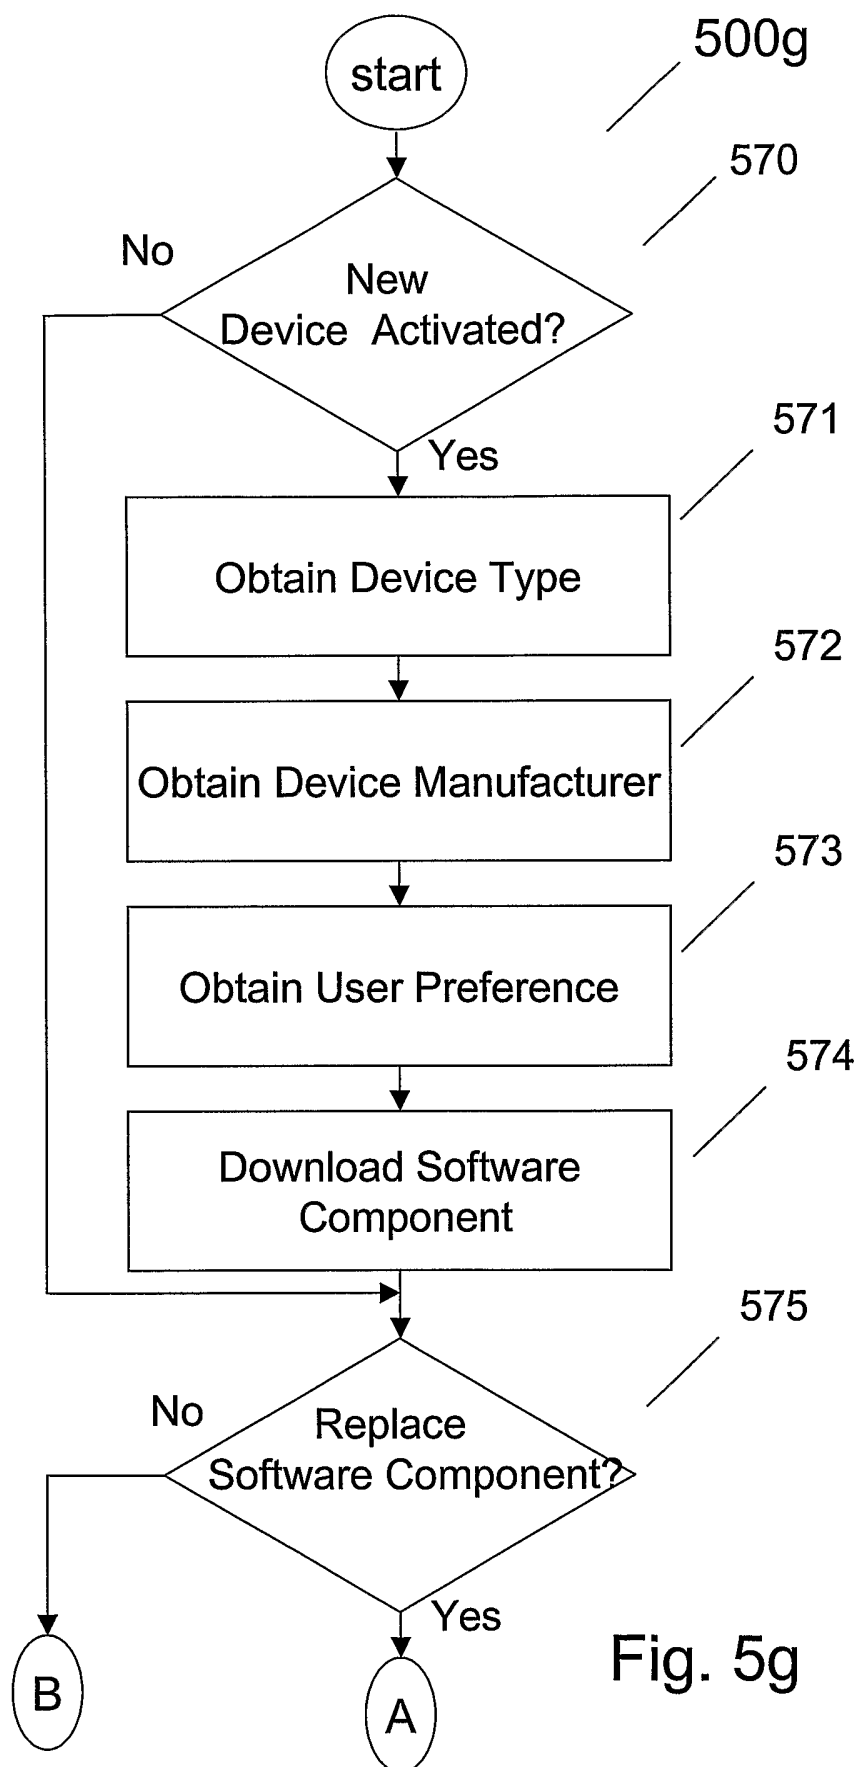 500g
start
570
No
New
Device Activated?
Yes
571
Obtain Device Type
572
Obtain Device Manufacturer
573
Obtain User Preference
574
Download Software
Component
575
No
Replace
Software Component?
Yes
Fig. 5g
B
A